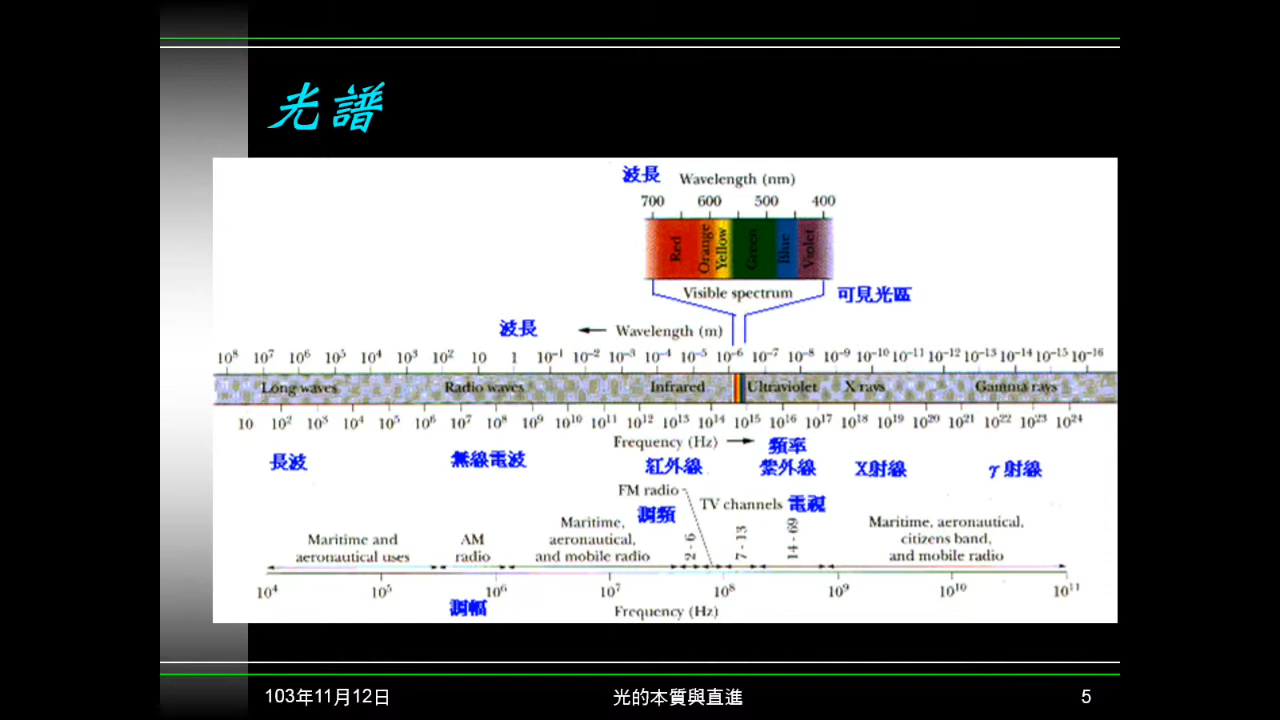 光譜
波長 Wavelength (nm)
700 600 500 400
Red Orange Yellow Green Blue Violet
Visible spectrum 可見光區
波長 ← Wavelength (m)
10⁸ 10⁷ 10⁶ 10⁵ 10⁴ 10³ 10² 10 1 10⁻¹ 10⁻² 10⁻³ 10⁻⁴ 10⁻⁵ 10⁻⁶ 10⁻⁷ 10⁻⁸ 10⁻⁹ 10⁻¹⁰ 10⁻¹¹ 10⁻¹² 10⁻¹³ 10⁻¹⁴ 10⁻¹⁵ 10⁻¹⁶
Long waves Radio waves Infrared Ultraviolet X rays Gamma rays
10 10² 10³ 10⁴ 10⁵ 10⁶ 10⁷ 10⁸ 10⁹ 10¹⁰ 10¹¹ 10¹² 10¹³ 10¹⁴ 10¹⁵ 10¹⁶ 10¹⁷ 10¹⁸ 10¹⁹ 10²⁰ 10²¹ 10²² 10²³ 10²⁴
Frequency (Hz) → 頻率
長波 無線電波 紅外線 紫外線 X射線 γ射線
FM radio
調頻
TV channels 電視
Maritime and
aeronautical uses
AM
radio
Maritime,
aeronautical,
and mobile radio
2 - 6
7 - 13
14 - 69
Maritime, aeronautical,
citizens band,
and mobile radio
10⁴ 10⁵ 10⁶ 10⁷ 10⁸ 10⁹ 10¹⁰ 10¹¹
調幅 Frequency (Hz)
103年11月12日 光的本質與直進 5